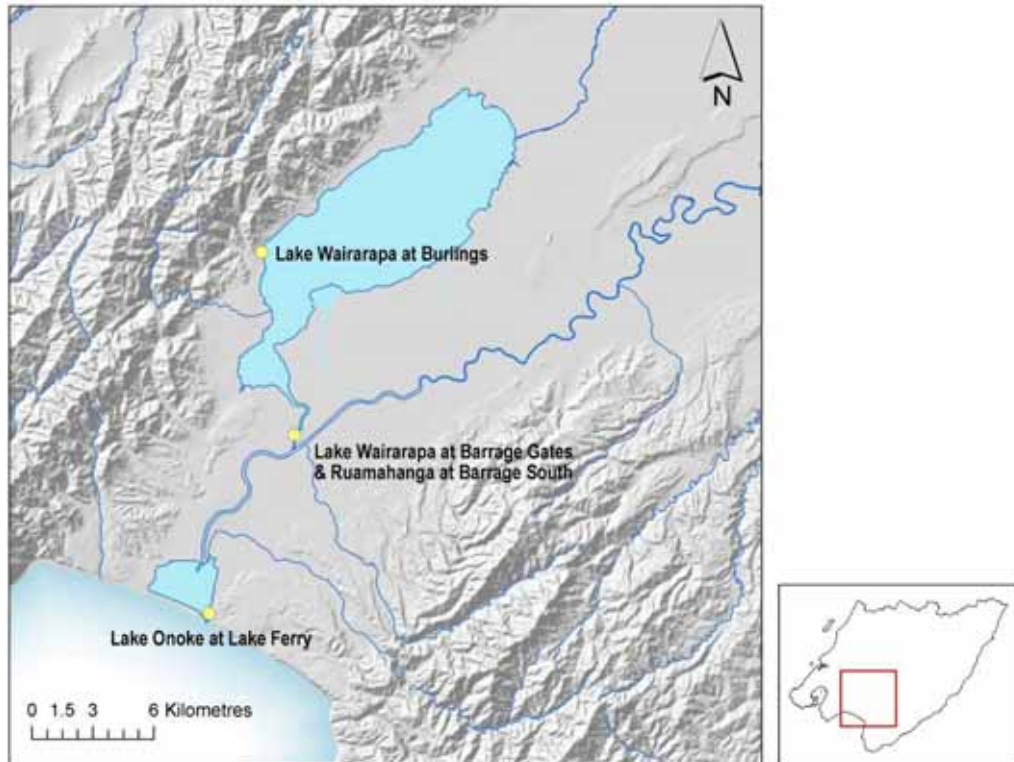 N
Lake Wairarapa at Burlings
Lake Wairarapa at Barrage Gates
& Ruamahanga at Barrage South
Lake Onoke at Lake Ferry
0 1.5 3 6 Kilometres